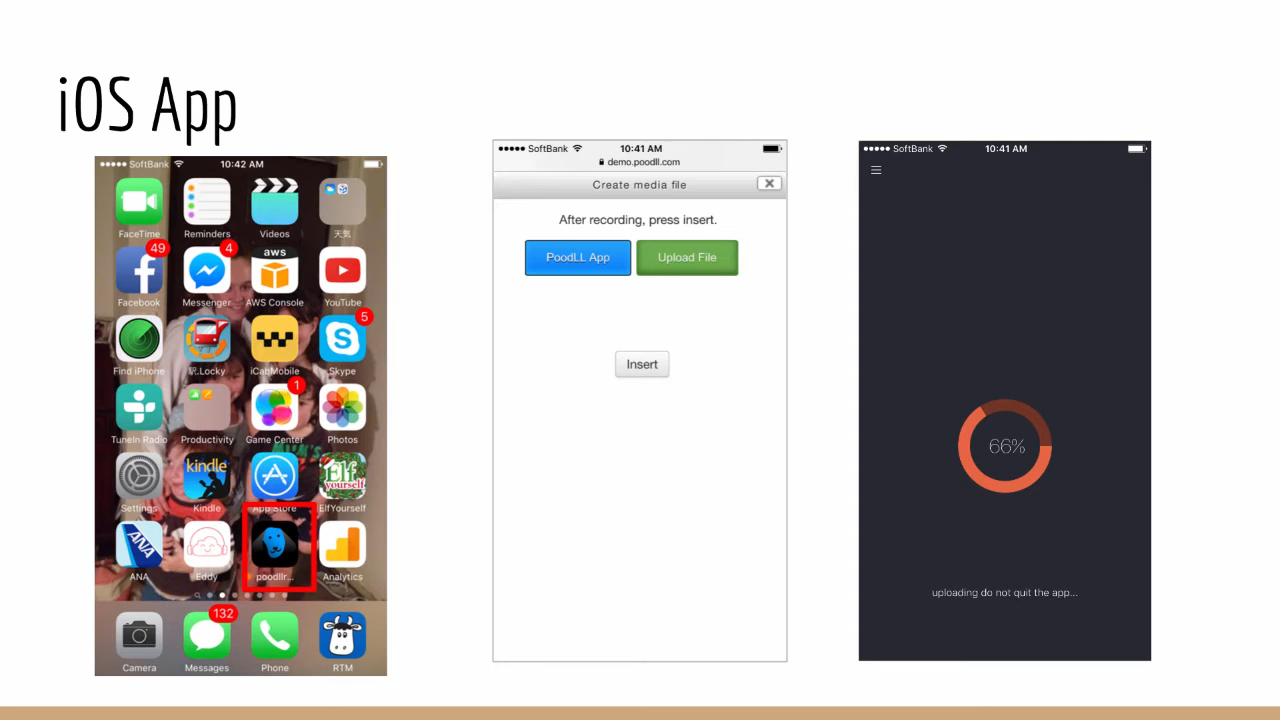 iOS App
SoftBank 10:42 AM
FaceTime Reminders Videos 天気
49 4 aws
Facebook Messenger AWS Console YouTube
5
Find iPhone 駅.Locky iCabMobile Skype
1
TuneIn Radio Productivity Game Center Photos
kindle Elf yourself
Settings Kindle App Store ElfYourself
ANA
ANA Eddy poodllr... Analytics
132
Camera Messages Phone RTM
SoftBank 10:41 AM
demo.poodll.com
Create media file
After recording, press insert.
PoodLL App Upload File
Insert
SoftBank 10:41 AM
66%
uploading do not quit the app...